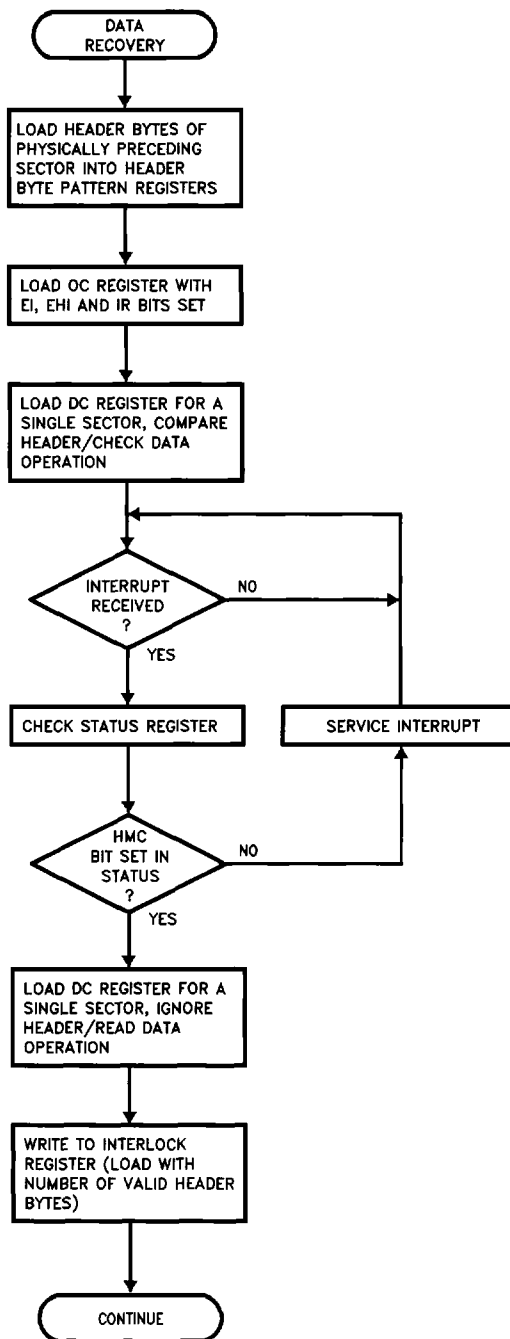 DATA
RECOVERY
LOAD HEADER BYTES OF
PHYSICALLY PRECEDING
SECTOR INTO HEADER
BYTE PATTERN REGISTERS
LOAD OC REGISTER WITH
EI, EHI AND IR BITS SET
LOAD DC REGISTER FOR A
SINGLE SECTOR, COMPARE
HEADER/CHECK DATA
OPERATION
INTERRUPT
RECEIVED
?
NO
YES
CHECK STATUS REGISTER
SERVICE INTERRUPT
HMC
BIT SET IN
STATUS
?
NO
YES
LOAD DC REGISTER FOR A
SINGLE SECTOR, IGNORE
HEADER/READ DATA
OPERATION
WRITE TO INTERLOCK
REGISTER (LOAD WITH
NUMBER OF VALID HEADER
BYTES)
CONTINUE